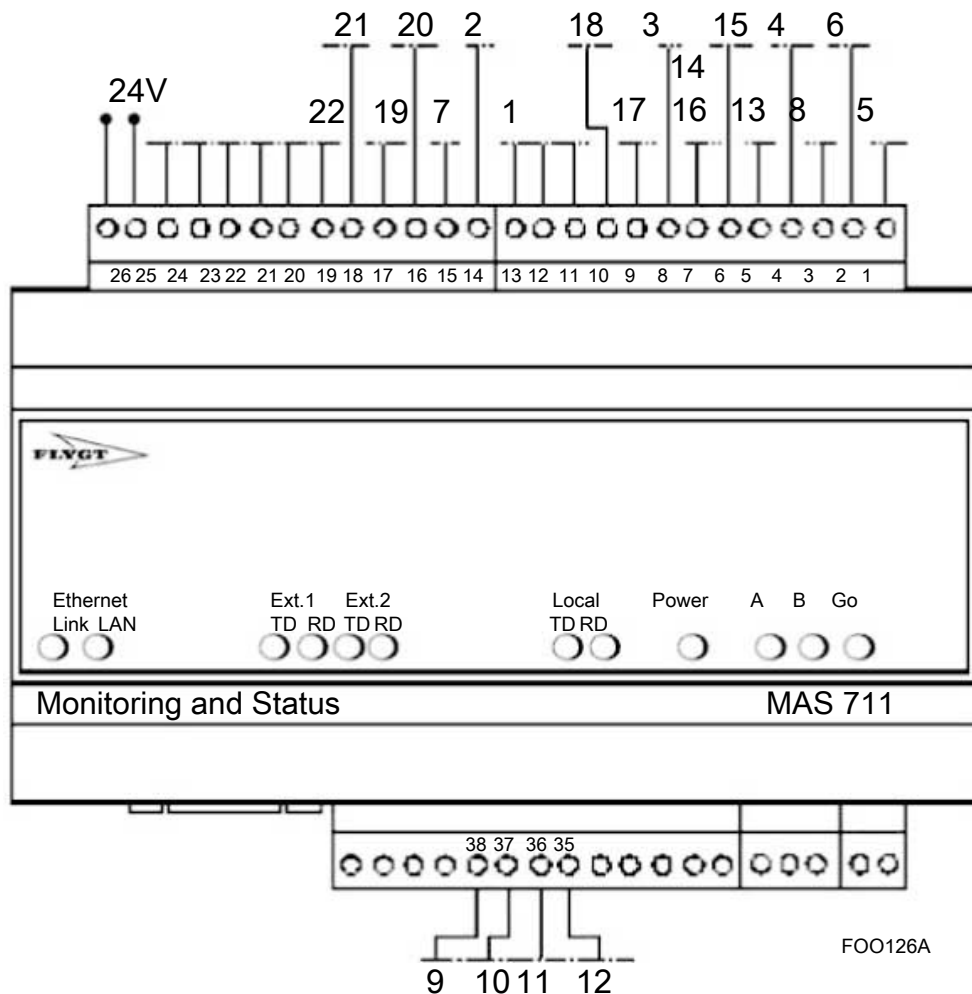 21 20 2 18 3 15 4 6
14
24V 22 19 7 1 17 16 13 8 5
26 25 24 23 22 21 20 19 18 17 16 15 14 13 12 11 10 9 8 7 6 5 4 3 2 1
FLYGT
Ethernet Ext.1 Ext.2 Local Power A B Go
Link LAN TD RD TD RD TD RD
Monitoring and Status MAS 711
38 37 36 35
FOO126A
9 10 11 12